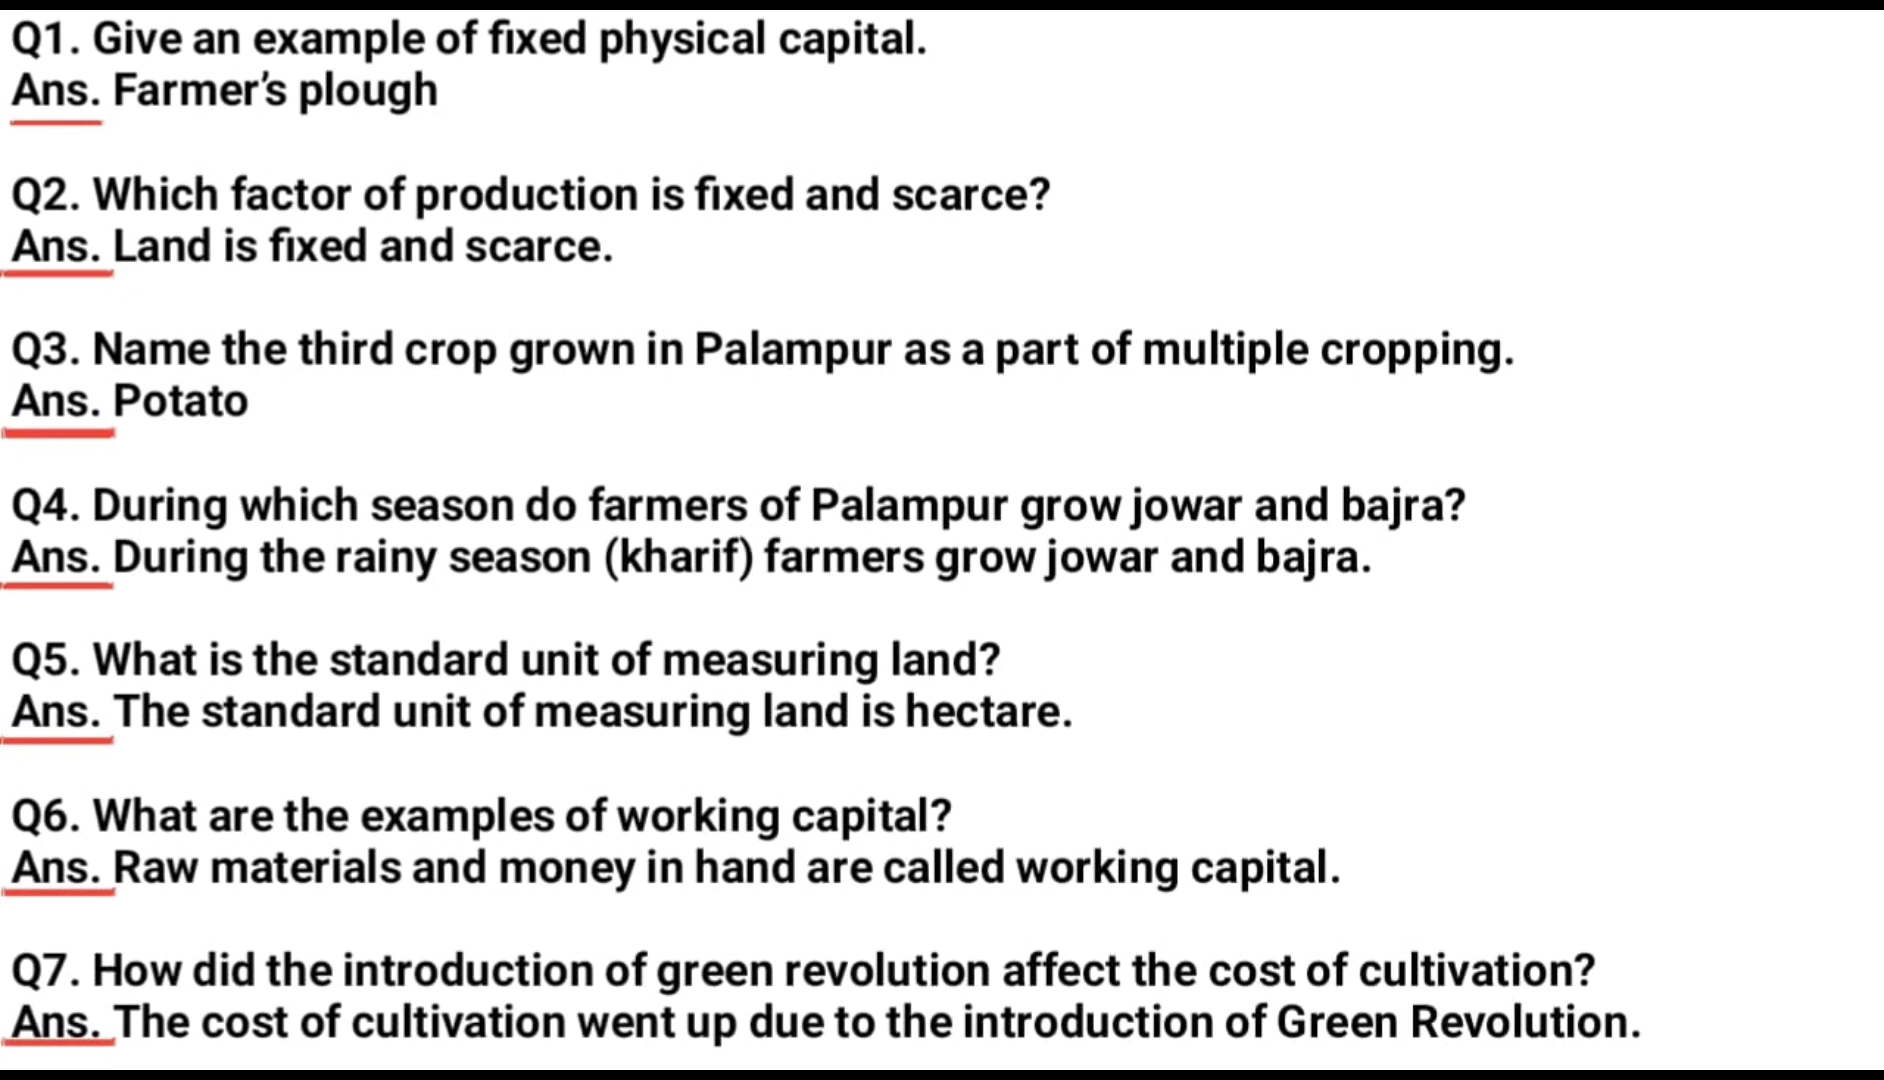 Q1. Give an example of fixed physical capital.
Ans. Farmer's plough
Q2. Which factor of production is fixed and scarce?
Ans. Land is fixed and scarce.
Q3. Name the third crop grown in Palampur as a part of multiple cropping.
Ans. Potato
Q4. During which season do farmers of Palampur grow jowar and bajra?
Ans. During the rainy season (kharif) farmers grow jowar and bajra.
Q5. What is the standard unit of measuring land?
Ans. The standard unit of measuring land is hectare.
Q6. What are the examples of working capital?
Ans. Raw materials and money in hand are called working capital.
Q7. How did the introduction of green revolution affect the cost of cultivation?
Ans. The cost of cultivation went up due to the introduction of Green Revolution.